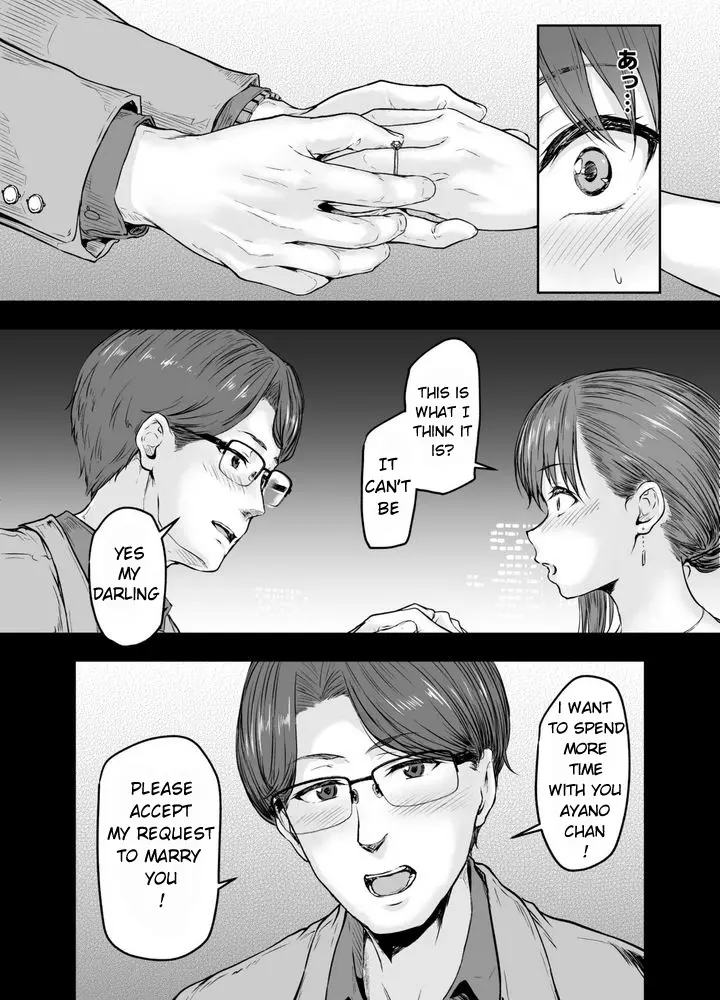 あっ…
THIS IS
WHAT I
THINK IT
IS?
IT
CAN'T
BE
YES
MY
DARLING
I WANT
TO SPEND
MORE
TIME
WITH YOU
AYANO
CHAN
!
PLEASE
ACCEPT
MY REQUEST
TO MARRY
YOU
!